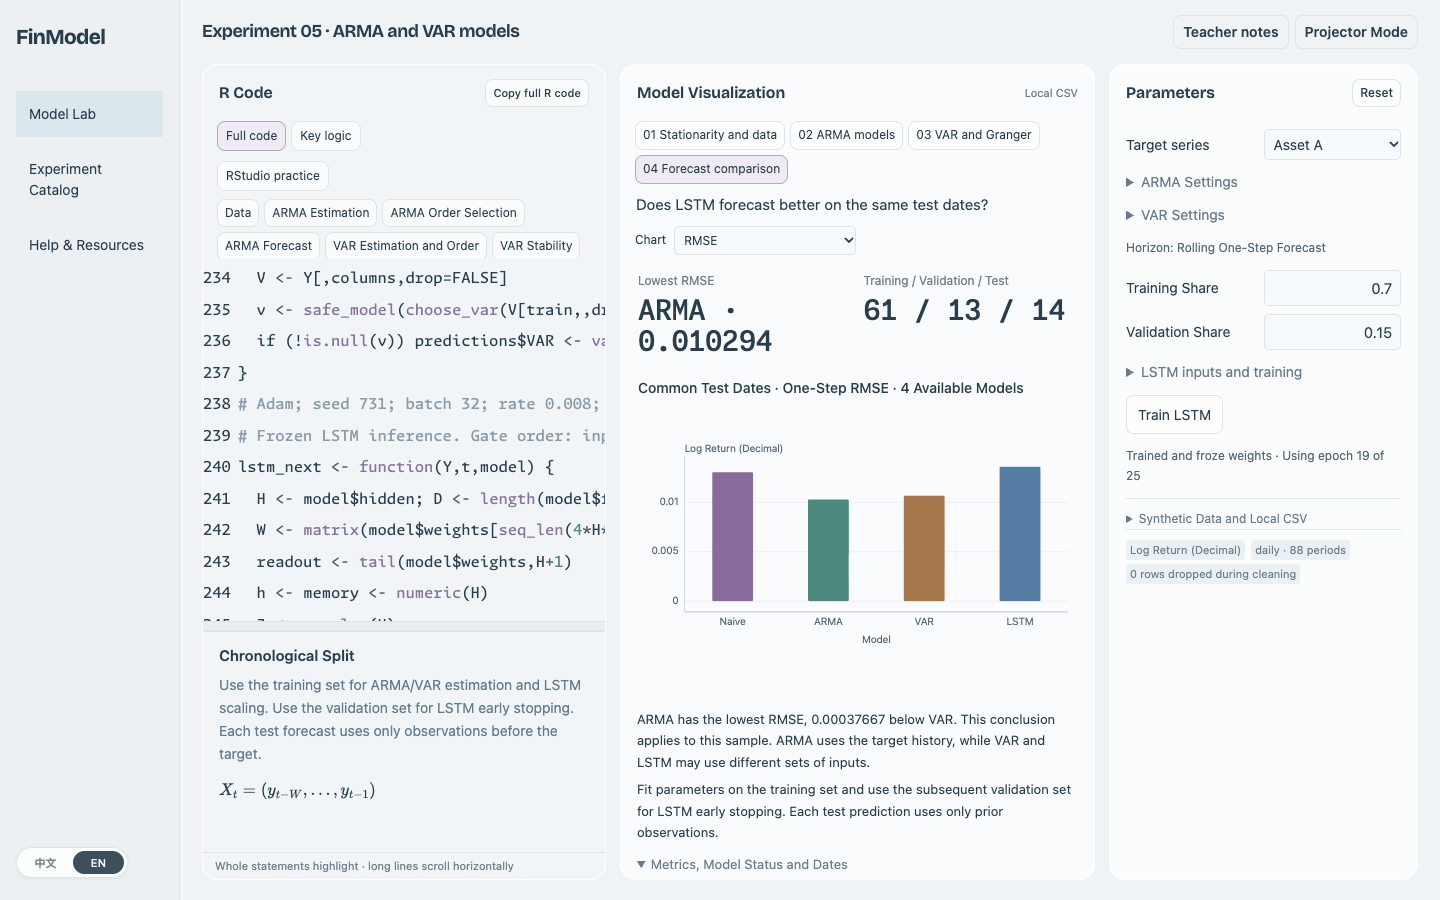 FinModel
Model Lab
Experiment
Catalog
Help & Resources
中文 EN
Experiment 05 · ARMA and VAR models
Teacher notes
Projector Mode
R Code
Copy full R code
Full code
Key logic
RStudio practice
Data
ARMA Estimation
ARMA Order Selection
ARMA Forecast
VAR Estimation and Order
VAR Stability
234 V <- Y[,columns,drop=FALSE]
235 v <- safe_model(choose_var(V[train,,dr
236 if (!is.null(v)) predictions$VAR <- va
237 }
238 # Adam; seed 731; batch 32; rate 0.008;
239 # Frozen LSTM inference. Gate order: inp
240 lstm_next <- function(Y,t,model) {
241 H <- model$hidden; D <- length(model$f
242 W <- matrix(model$weights[seq_len(4*H*
243 readout <- tail(model$weights,H+1)
244 h <- memory <- numeric(H)
Chronological Split
Use the training set for ARMA/VAR estimation and LSTM
scaling. Use the validation set for LSTM early stopping.
Each test forecast uses only observations before the
target.
X_t = (y_{t−W}, . . . , y_{t−1})
Whole statements highlight · long lines scroll horizontally
Model Visualization
Local CSV
01 Stationarity and data
02 ARMA models
03 VAR and Granger
04 Forecast comparison
Does LSTM forecast better on the same test dates?
Chart RMSE
Lowest RMSE
ARMA ·
0.010294
Training / Validation / Test
61 / 13 / 14
Common Test Dates · One-Step RMSE · 4 Available Models
Log Return (Decimal)
0.01
0.005
0
Naive
ARMA
VAR
LSTM
Model
ARMA has the lowest RMSE, 0.00037667 below VAR. This conclusion
applies to this sample. ARMA uses the target history, while VAR and
LSTM may use different sets of inputs.
Fit parameters on the training set and use the subsequent validation set
for LSTM early stopping. Each test prediction uses only prior
observations.
▼ Metrics, Model Status and Dates
Parameters
Reset
Target series Asset A
▶ ARMA Settings
▶ VAR Settings
Horizon: Rolling One-Step Forecast
Training Share 0.7
Validation Share 0.15
▶ LSTM inputs and training
Train LSTM
Trained and froze weights · Using epoch 19 of
25
▶ Synthetic Data and Local CSV
Log Return (Decimal)
daily · 88 periods
0 rows dropped during cleaning